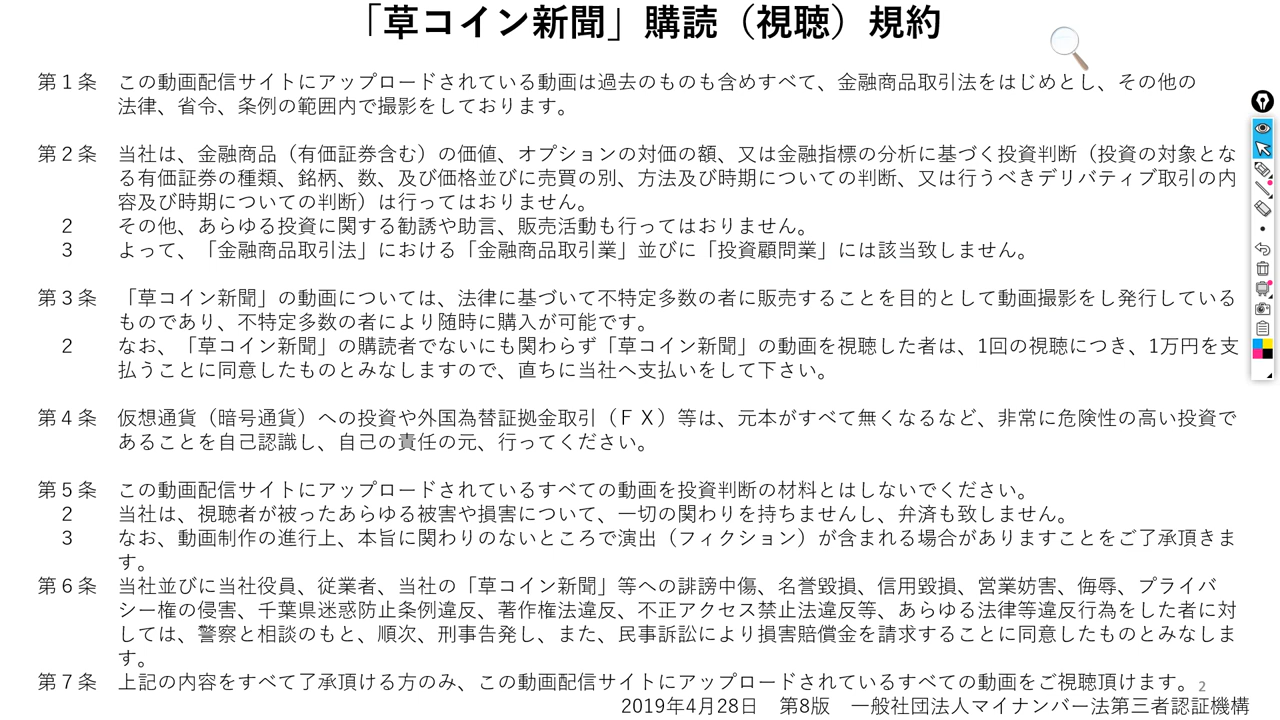 「草コイン新聞」購読（視聴）規約
第１条　この動画配信サイトにアップロードされている動画は過去のものも含めすべて、金融商品取引法をはじめとし、その他の
法律、省令、条例の範囲内で撮影をしております。
第２条　当社は、金融商品（有価証券含む）の価値、オプションの対価の額、又は金融指標の分析に基づく投資判断（投資の対象とな
る有価証券の種類、銘柄、数、及び価格並びに売買の別、方法及び時期についての判断、又は行うべきデリバティブ取引の内
容及び時期についての判断）は行ってはおりません。
2　その他、あらゆる投資に関する勧誘や助言、販売活動も行ってはおりません。
3　よって、「金融商品取引法」における「金融商品取引業」並びに「投資顧問業」には該当致しません。
第３条　「草コイン新聞」の動画については、法律に基づいて不特定多数の者に販売することを目的として動画撮影をし発行している
ものであり、不特定多数の者により随時に購入が可能です。
2　なお、「草コイン新聞」の購読者でないにも関わらず「草コイン新聞」の動画を視聴した者は、1回の視聴につき、1万円を支
払うことに同意したものとみなしますので、直ちに当社へ支払いをして下さい。
第４条　仮想通貨（暗号通貨）への投資や外国為替証拠金取引（ＦＸ）等は、元本がすべて無くなるなど、非常に危険性の高い投資で
あることを自己認識し、自己の責任の元、行ってください。
第５条　この動画配信サイトにアップロードされているすべての動画を投資判断の材料とはしないでください。
2　当社は、視聴者が被ったあらゆる被害や損害について、一切の関わりを持ちませんし、弁済も致しません。
3　なお、動画制作の進行上、本旨に関わりのないところで演出（フィクション）が含まれる場合がありますことをご了承頂きま
す。
第６条　当社並びに当社役員、従業者、当社の「草コイン新聞」等への誹謗中傷、名誉毀損、信用毀損、営業妨害、侮辱、プライバ
シー権の侵害、千葉県迷惑防止条例違反、著作権法違反、不正アクセス禁止法違反等、あらゆる法律等違反行為をした者に対
しては、警察と相談のもと、順次、刑事告発し、また、民事訴訟により損害賠償金を請求することに同意したものとみなしま
す。
第７条　上記の内容をすべて了承頂ける方のみ、この動画配信サイトにアップロードされているすべての動画をご視聴頂けます。
2
2019年4月28日　第8版　一般社団法人マイナンバー法第三者認証機構